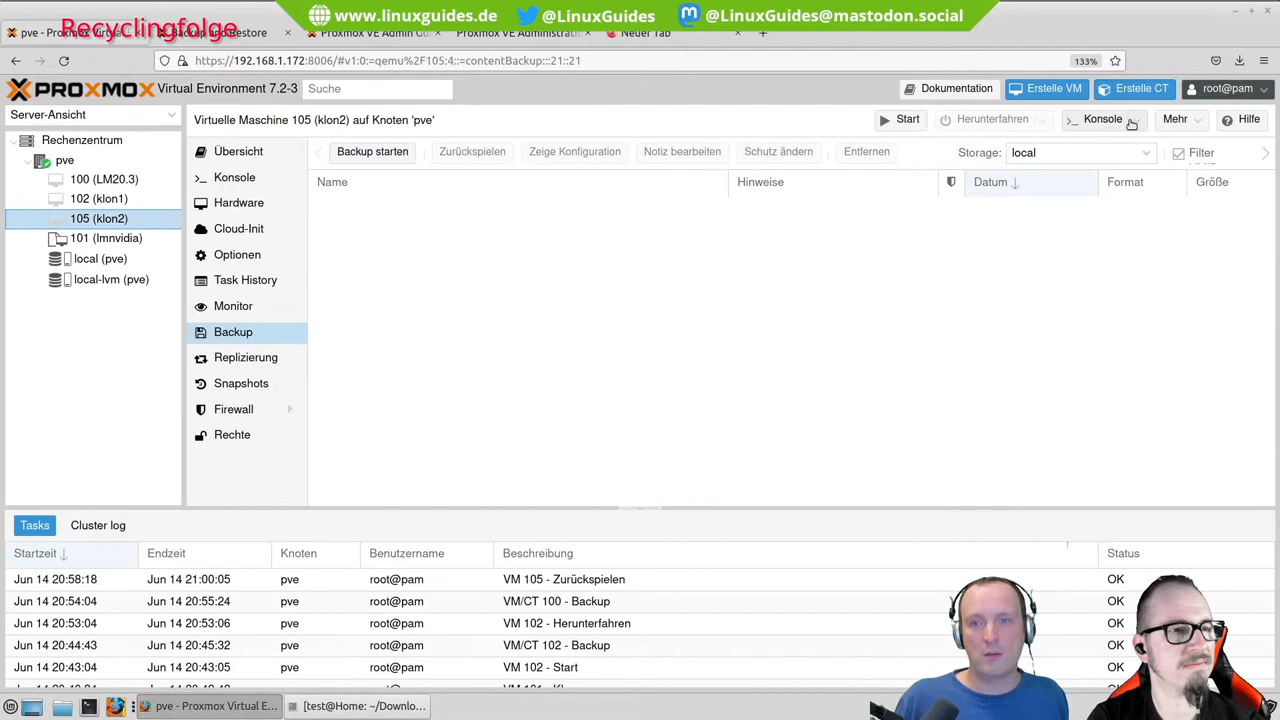 www.linuxguides.de @LinuxGuides @LinuxGuides@mastodon.social
Recyclingfolge
pve - Proxmox Virtual Backup and Restore Proxmox VE Admin Gu Proxmox VE Administra Neuer Tab
https://192.168.1.172:8006/#v1:0:=qemu%2F105:4::=contentBackup:::21::21 133%
PROXMOX Virtual Environment 7.2-3 Suche Dokumentation Erstelle VM Erstelle CT root@pam
Server-Ansicht
Virtuelle Maschine 105 (klon2) auf Knoten 'pve' Start Herunterfahren Konsole Mehr Hilfe
Rechenzentrum
pve
100 (LM20.3)
102 (klon1)
105 (klon2)
101 (lmnvidia)
local (pve)
local-lvm (pve)
Übersicht
Konsole
Hardware
Cloud-Init
Optionen
Task History
Monitor
Backup
Replizierung
Snapshots
Firewall
Rechte
Backup starten Zurückspielen Zeige Konfiguration Notiz bearbeiten Schutz ändern Entfernen Storage: local Filter
Name Hinweise Datum Format Größe
Tasks Cluster log
Startzeit Endzeit Knoten Benutzername Beschreibung Status
Jun 14 20:58:18 Jun 14 21:00:05 pve root@pam VM 105 - Zurückspielen OK
Jun 14 20:54:04 Jun 14 20:55:24 pve root@pam VM/CT 100 - Backup OK
Jun 14 20:53:04 Jun 14 20:53:06 pve root@pam VM 102 - Herunterfahren OK
Jun 14 20:44:43 Jun 14 20:45:32 pve root@pam VM/CT 102 - Backup OK
Jun 14 20:43:04 Jun 14 20:43:05 pve root@pam VM 102 - Start OK
pve - Proxmox Virtual E... [test@Home: ~/Downlo...